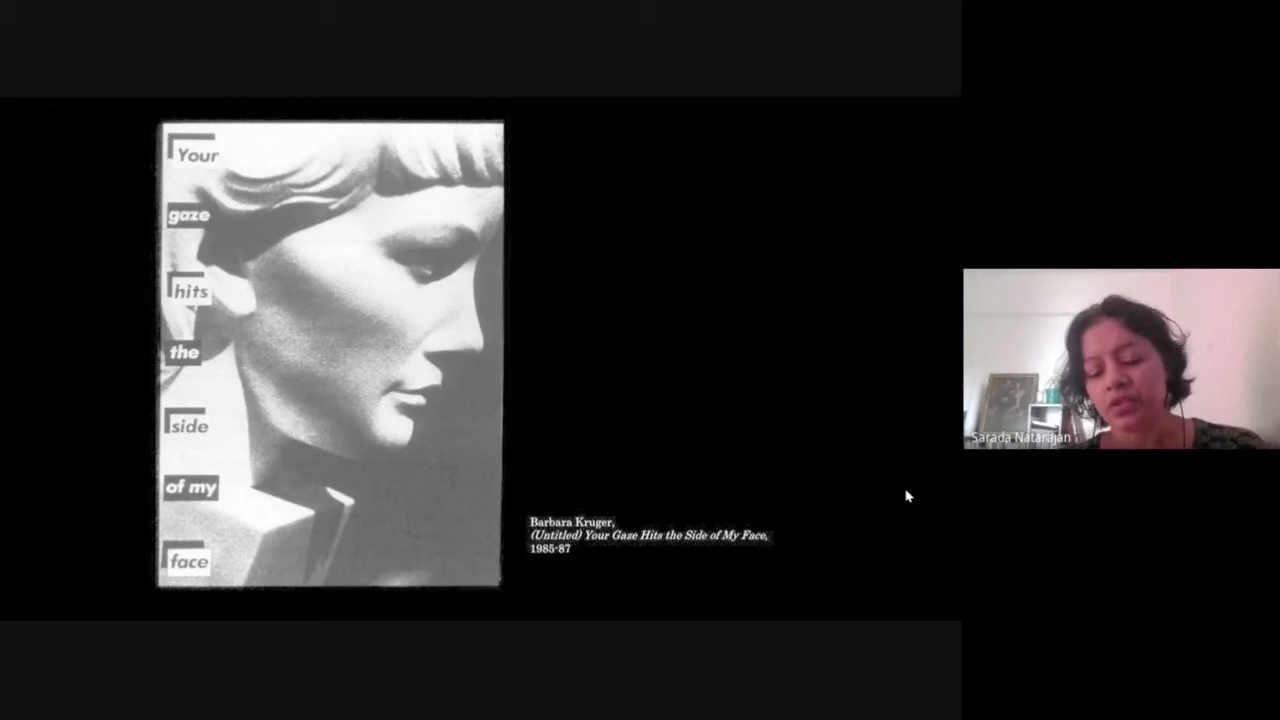 Your
gaze
hits
the
side
of my
face
Barbara Kruger,
(Untitled) Your Gaze Hits the Side of My Face,
1985-87
Sarada Natarajan